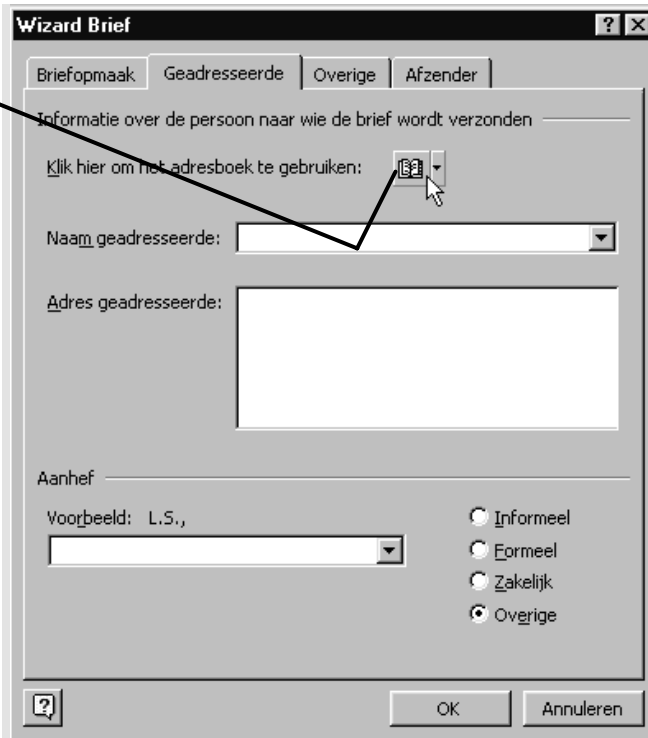 Wizard Brief
Briefopmaak Geadresseerde Overige Afzender
Informatie over de persoon naar wie de brief wordt verzonden
Klik hier om het adresboek te gebruiken:
Naam geadresseerde:
Adres geadresseerde:
Aanhef
Voorbeeld: L.S.,
Informeel
Formeel
Zakelijk
Overige
OK Annuleren